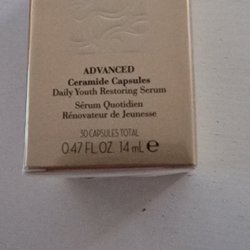 ADVANCED
Ceramide Capsules
Daily Youth Restoring Serum
Sérum Quotidien
Rénovateur de Jeunesse
30 CAPSULES TOTAL
0.47 FL.OZ. 14 mL ℮